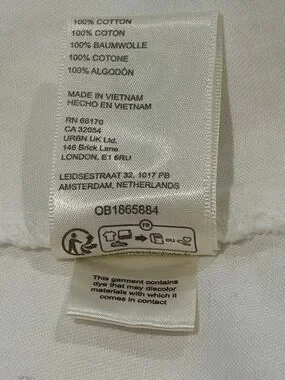 100% COTTON
100% COTON
100% BAUMWOLLE
100% COTONE
100% ALGODÓN
MADE IN VIETNAM
HECHO EN VIETNAM
RN 66170
CA 32054
URBN UK Ltd.
146 Brick Lane
LONDON, E1 6RU
LEIDSESTRAAT 32, 1017 PB
AMSTERDAM, NETHERLANDS
OB1865884
FR
This garment contains
dye that may discolor
materials with which it
comes in contact